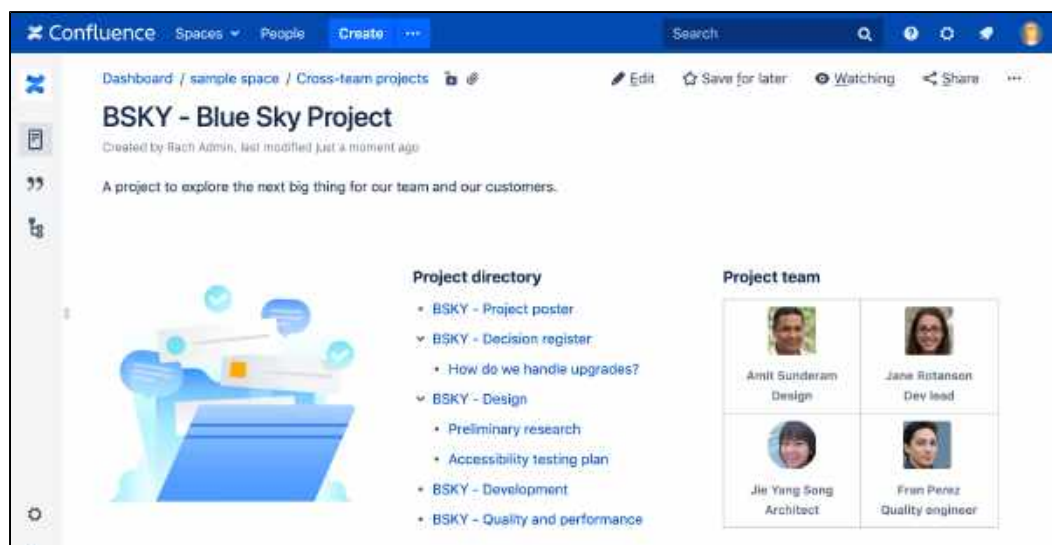 Confluence Spaces People Create ··· Search
Dashboard / sample space / Cross-team projects Edit Save for later Watching Share ···
BSKY - Blue Sky Project
Created by Rach Admin, last modified just a moment ago
A project to explore the next big thing for our team and our customers.
Project directory
BSKY - Project poster
BSKY - Decision register
How do we handle upgrades?
BSKY - Design
Preliminary research
Accessibility testing plan
BSKY - Development
BSKY - Quality and performance
Project team
Amit Sunderam
Design
Jane Rotanson
Dev lead
Jie Yang Song
Architect
Fran Perez
Quality engineer